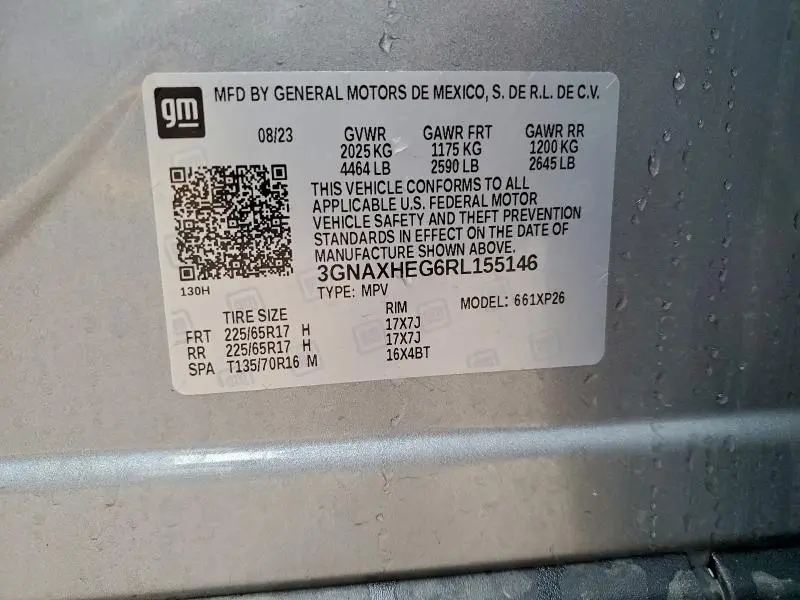 gm
MFD BY GENERAL MOTORS DE MEXICO, S. DE R.L. DE C.V.
08/23 GVWR GAWR FRT GAWR RR
2025 KG 1175 KG 1200 KG
4464 LB 2590 LB 2645 LB
THIS VEHICLE CONFORMS TO ALL
APPLICABLE U.S. FEDERAL MOTOR
VEHICLE SAFETY AND THEFT PREVENTION
STANDARDS IN EFFECT ON THE DATE OF
MANUFACTURE SHOWN ABOVE.
3GNAXHEG6RL155146
130H
TYPE: MPV MODEL: 661XP26
TIRE SIZE RIM
FRT 225/65R17 H 17X7J
RR 225/65R17 H 17X7J
SPA T135/70R16 M 16X4BT